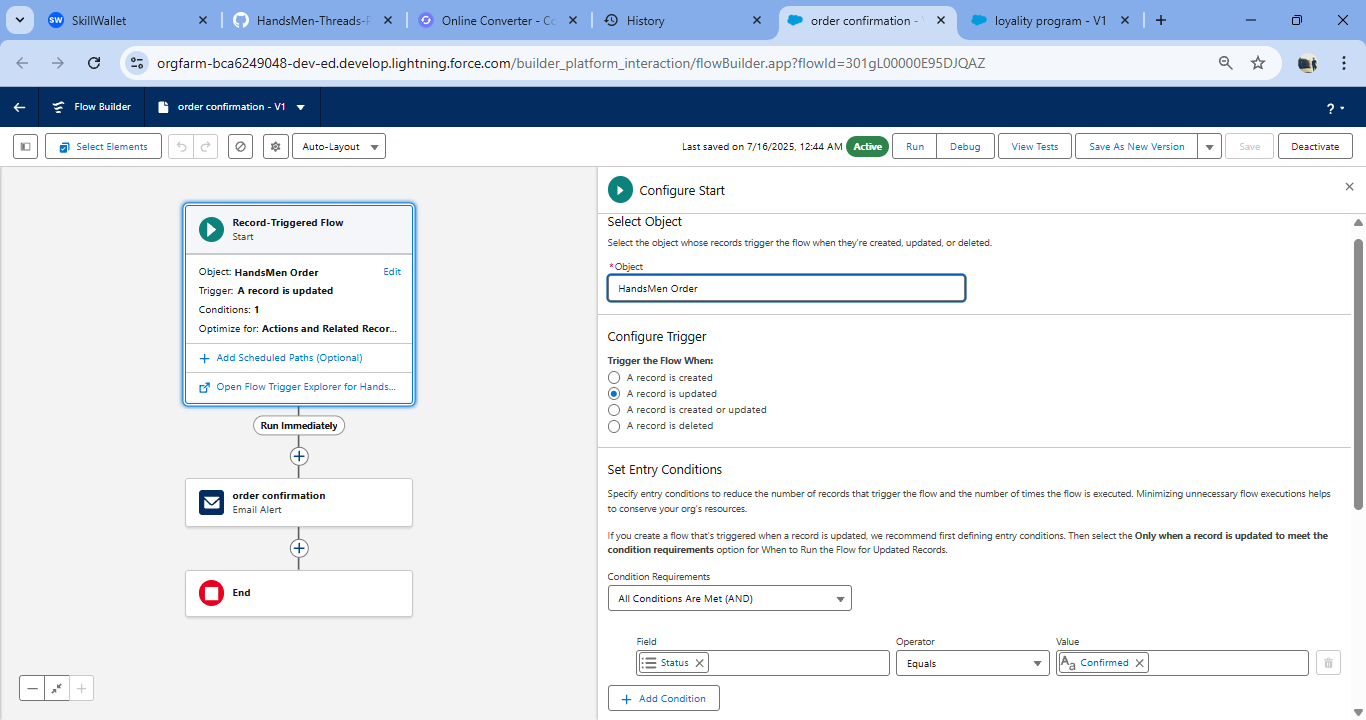 SkillWallet
HandsMen-Threads-F
Online Converter - Co
History
order confirmation -
loyality program - V1
orgfarm-bca6249048-dev-ed.develop.lightning.force.com/builder_platform_interaction/flowBuilder.app?flowId=301gL00000E95DJQAZ
Flow Builder
order confirmation - V1
?
Select Elements
Auto-Layout
Last saved on 7/16/2025, 12:44 AM
Active
Run
Debug
View Tests
Save As New Version
Save
Deactivate
Record-Triggered Flow
Start
Object: HandsMen Order
Edit
Trigger: A record is updated
Conditions: 1
Optimize for: Actions and Related Recor...
Add Scheduled Paths (Optional)
Open Flow Trigger Explorer for Hands...
Run Immediately
order confirmation
Email Alert
End
Configure Start
Select Object
Select the object whose records trigger the flow when they're created, updated, or deleted.
*Object
HandsMen Order
Configure Trigger
Trigger the Flow When:
A record is created
A record is updated
A record is created or updated
A record is deleted
Set Entry Conditions
Specify entry conditions to reduce the number of records that trigger the flow and the number of times the flow is executed. Minimizing unnecessary flow executions helps
to conserve your org's resources.
If you create a flow that's triggered when a record is updated, we recommend first defining entry conditions. Then select the Only when a record is updated to meet the
condition requirements option for When to Run the Flow for Updated Records.
Condition Requirements
All Conditions Are Met (AND)
Field
Operator
Value
Status
Equals
Confirmed
Add Condition